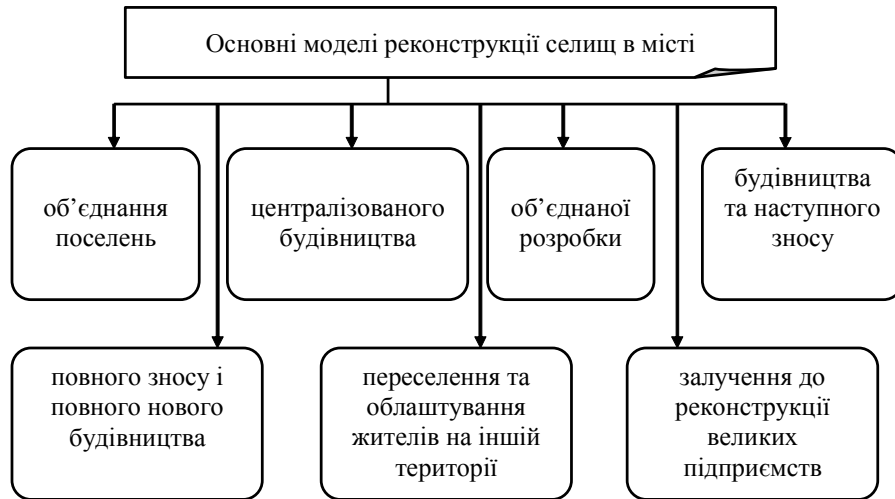 Основні моделі реконструкції селищ в місті
об’єднання
поселень
централізованого
будівництва
об’єднаної
розробки
будівництва
та наступного
зносу
повного зносу і
повного нового
будівництва
переселення та
облаштування
жителів на іншій
території
залучення до
реконструкції
великих
підприємств